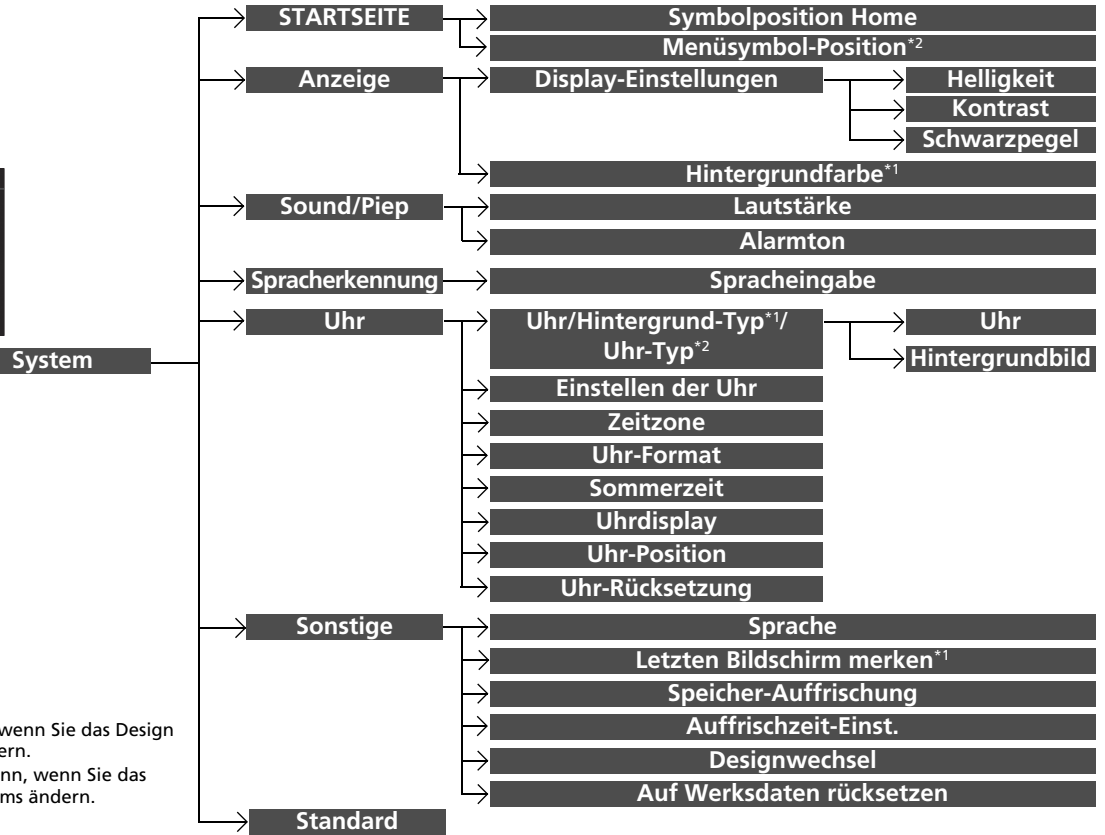 STARTSEITE
Symbolposition Home
Menüsymbol-Position*2
Anzeige
Display-Einstellungen
Helligkeit
Kontrast
Schwarzpegel
Hintergrundfarbe*1
Sound/Piep
Lautstärke
Alarmton
Spracherkennung
Spracheingabe
Uhr
Uhr/Hintergrund-Typ*1/
Uhr-Typ*2
Uhr
Hintergrundbild
System
Einstellen der Uhr
Zeitzone
Uhr-Format
Sommerzeit
Uhrdisplay
Uhr-Position
Uhr-Rücksetzung
Sonstige
Sprache
Letzten Bildschirm merken*1
Speicher-Auffrischung
Auffrischzeit-Einst.
Designwechsel
Auf Werksdaten rücksetzen
Standard
wenn Sie das Design
ern.
nn, wenn Sie das
ms ändern.